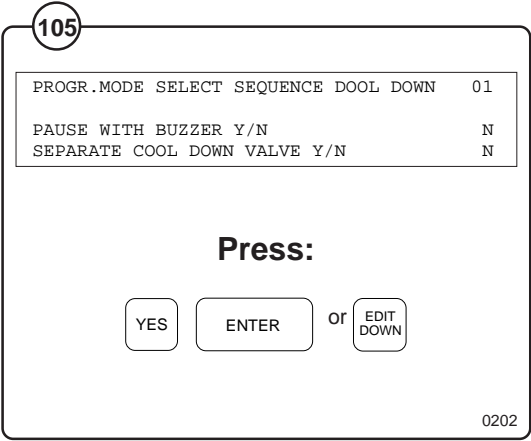 105
PROGR.MODE SELECT SEQUENCE DOOL DOWN 01
PAUSE WITH BUZZER Y/N N
SEPARATE COOL DOWN VALVE Y/N N
Press:
YES ENTER or EDIT DOWN
0202